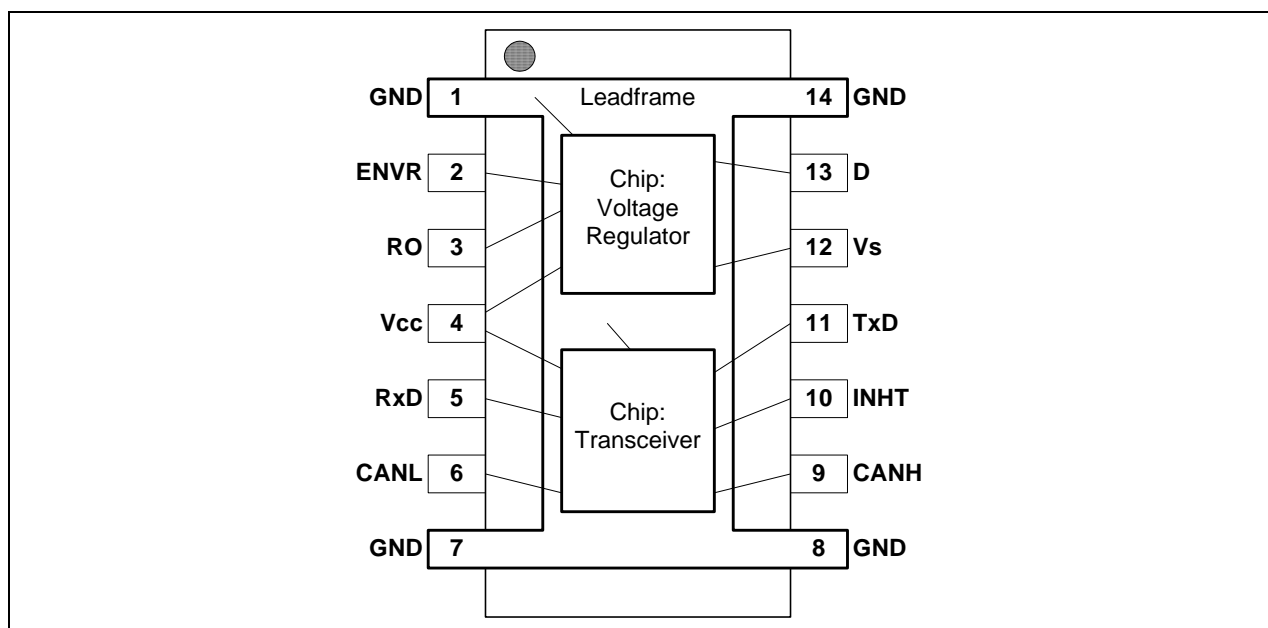 GND 1 Leadframe 14 GND
ENVR 2 13 D
Chip:
Voltage
Regulator
RO 3 12 Vs
Vcc 4 11 TxD
RxD 5 10 INHT
Chip:
Transceiver
CANL 6 9 CANH
GND 7 8 GND